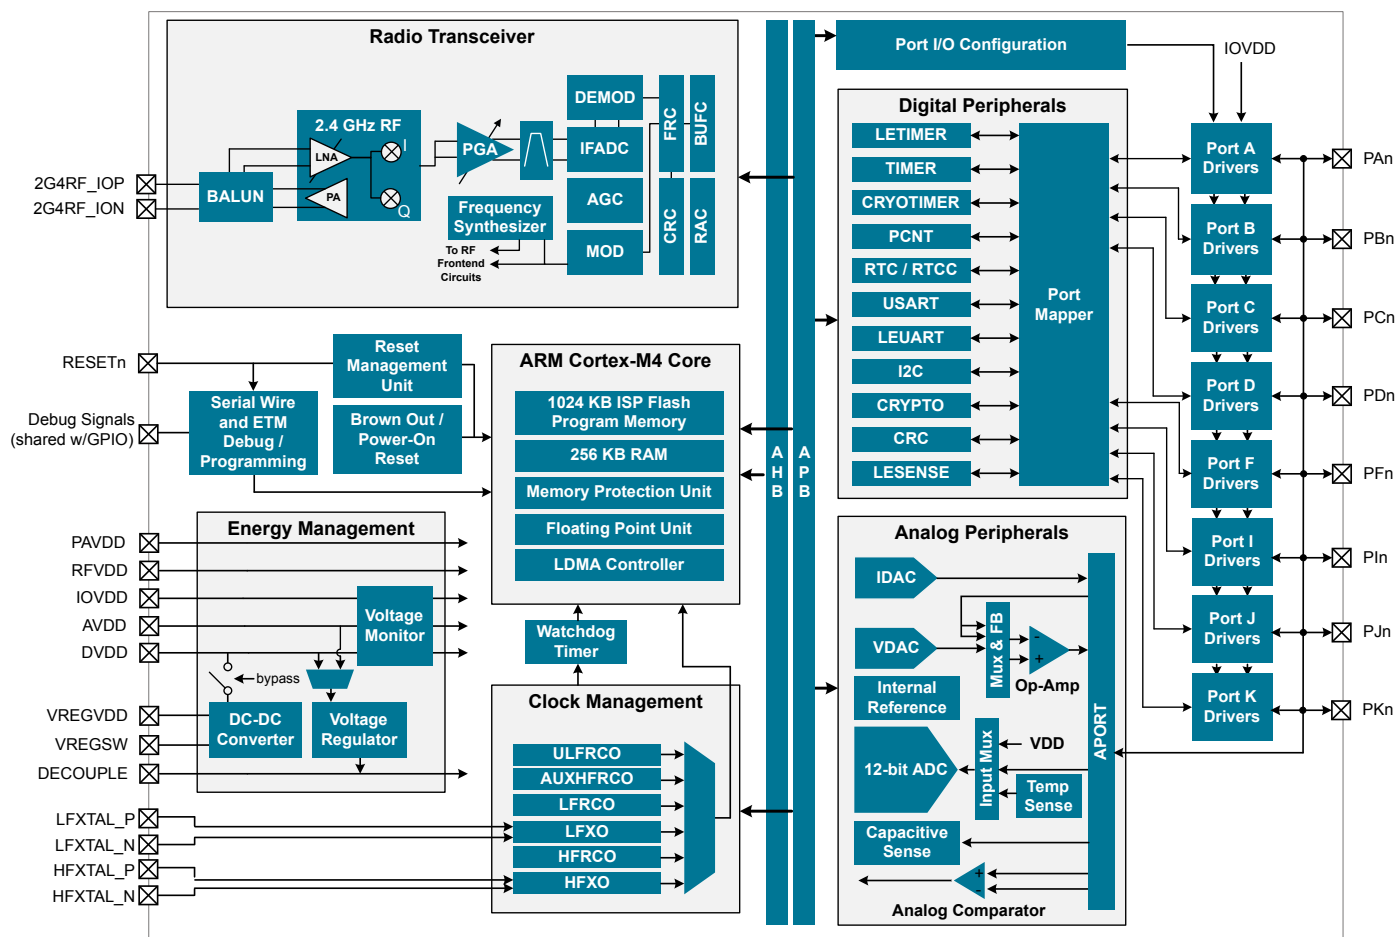 Radio Transceiver
2.4 GHz RF
LNA
PA
I
Q
BALUN
PGA
DEMOD
IFADC
AGC
MOD
FRC
BUFC
CRC
RAC
Frequency
Synthesizer
To RF
Frontend
Circuits
2G4RF_IOP
2G4RF_ION
RESETn
Debug Signals
(shared w/GPIO)
Reset
Management
Unit
Serial Wire
and ETM
Debug /
Programming
Brown Out /
Power-On
Reset
ARM Cortex-M4 Core
1024 KB ISP Flash
Program Memory
256 KB RAM
Memory Protection Unit
Floating Point Unit
LDMA Controller
Watchdog
Timer
Energy Management
PAVDD
RFVDD
IOVDD
AVDD
DVDD
VREGVDD
VREGSW
DECOUPLE
Voltage
Monitor
bypass
DC-DC
Converter
Voltage
Regulator
Clock Management
ULFRCO
AUXHFRCO
LFRCO
LFXO
HFRCO
HFXO
LFXTAL_P
LFXTAL_N
HFXTAL_P
HFXTAL_N
AHB
APB
Port I/O Configuration
IOVDD
Digital Peripherals
LETIMER
TIMER
CRYOTIMER
PCNT
RTC / RTCC
USART
LEUART
I2C
CRYPTO
CRC
LESENSE
Port
Mapper
Analog Peripherals
IDAC
VDAC
Mux & FB
-
+
Op-Amp
Internal
Reference
12-bit ADC
Input Mux
VDD
Temp
Sense
Capacitive
Sense
+
-
Analog Comparator
APORT
Port A
Drivers
Port B
Drivers
Port C
Drivers
Port D
Drivers
Port F
Drivers
Port I
Drivers
Port J
Drivers
Port K
Drivers
PAn
PBn
PCn
PDn
PFn
PIn
PJn
PKn